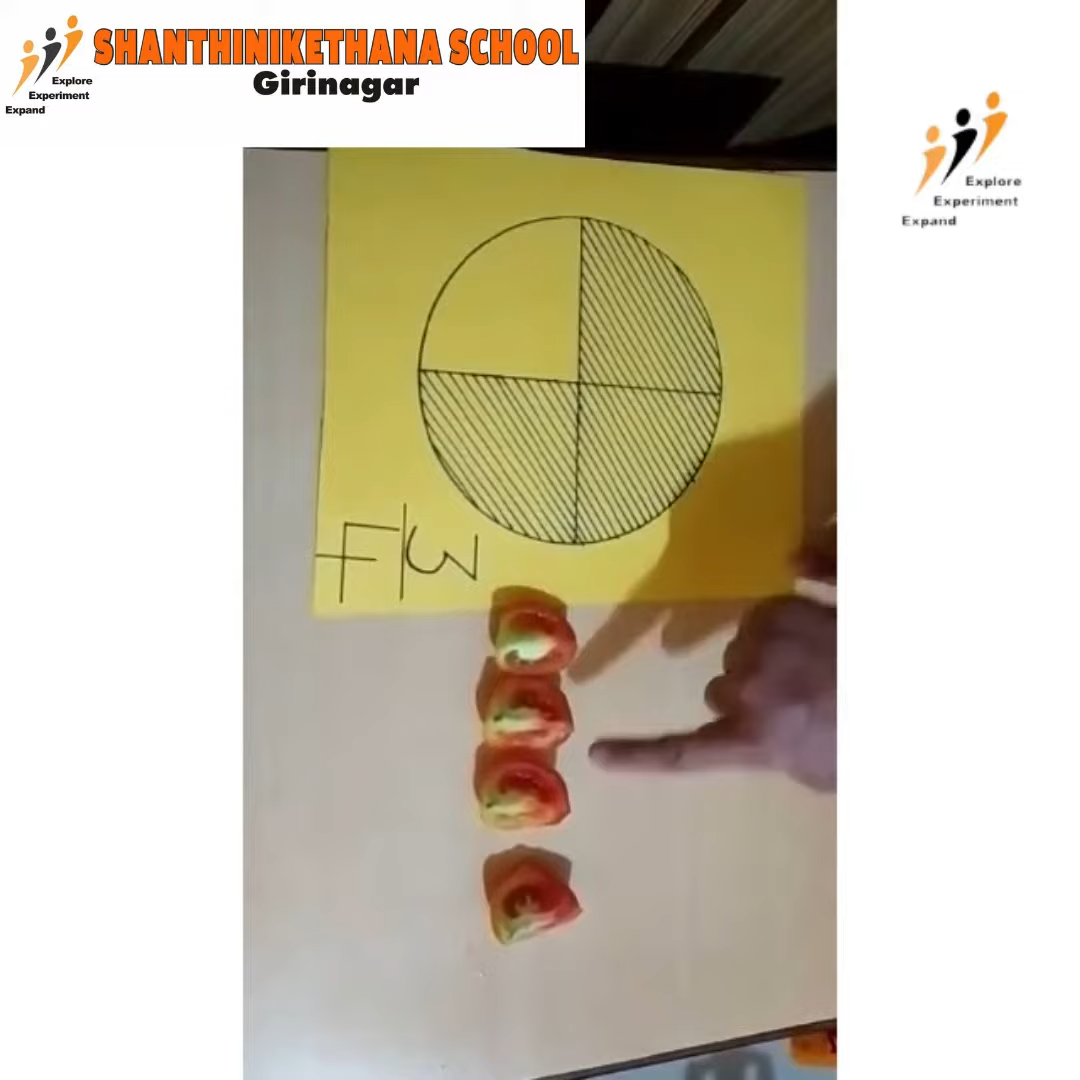 SHANTHINIKETHANA SCHOOL
Girinagar
Explore
Experiment
Expand
Explore
Experiment
Expand
3
4